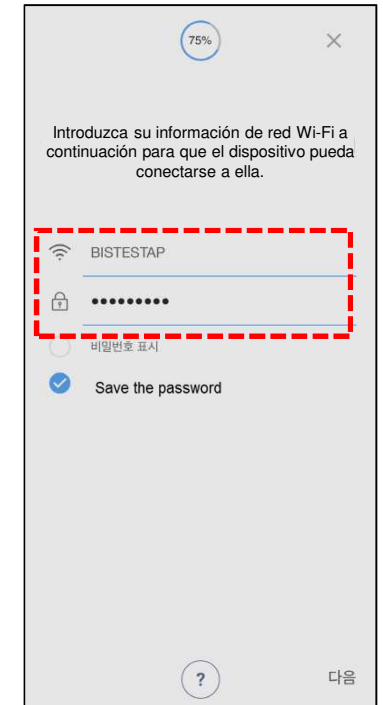 75%
Introduzca su información de red Wi-Fi a
continuación para que el dispositivo pueda
conectarse a ella.
BISTESTAP
•••••••••
비밀번호 표시
Save the password
?
다음